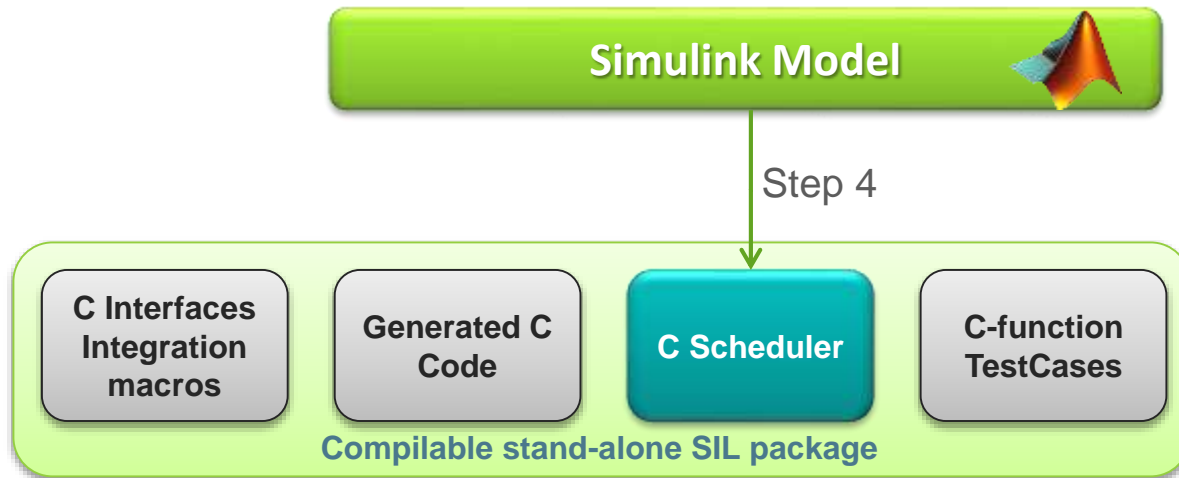 Simulink Model
Step 4
C Interfaces
Integration
macros
Generated C
Code
C Scheduler
C-function
TestCases
Compilable stand-alone SIL package